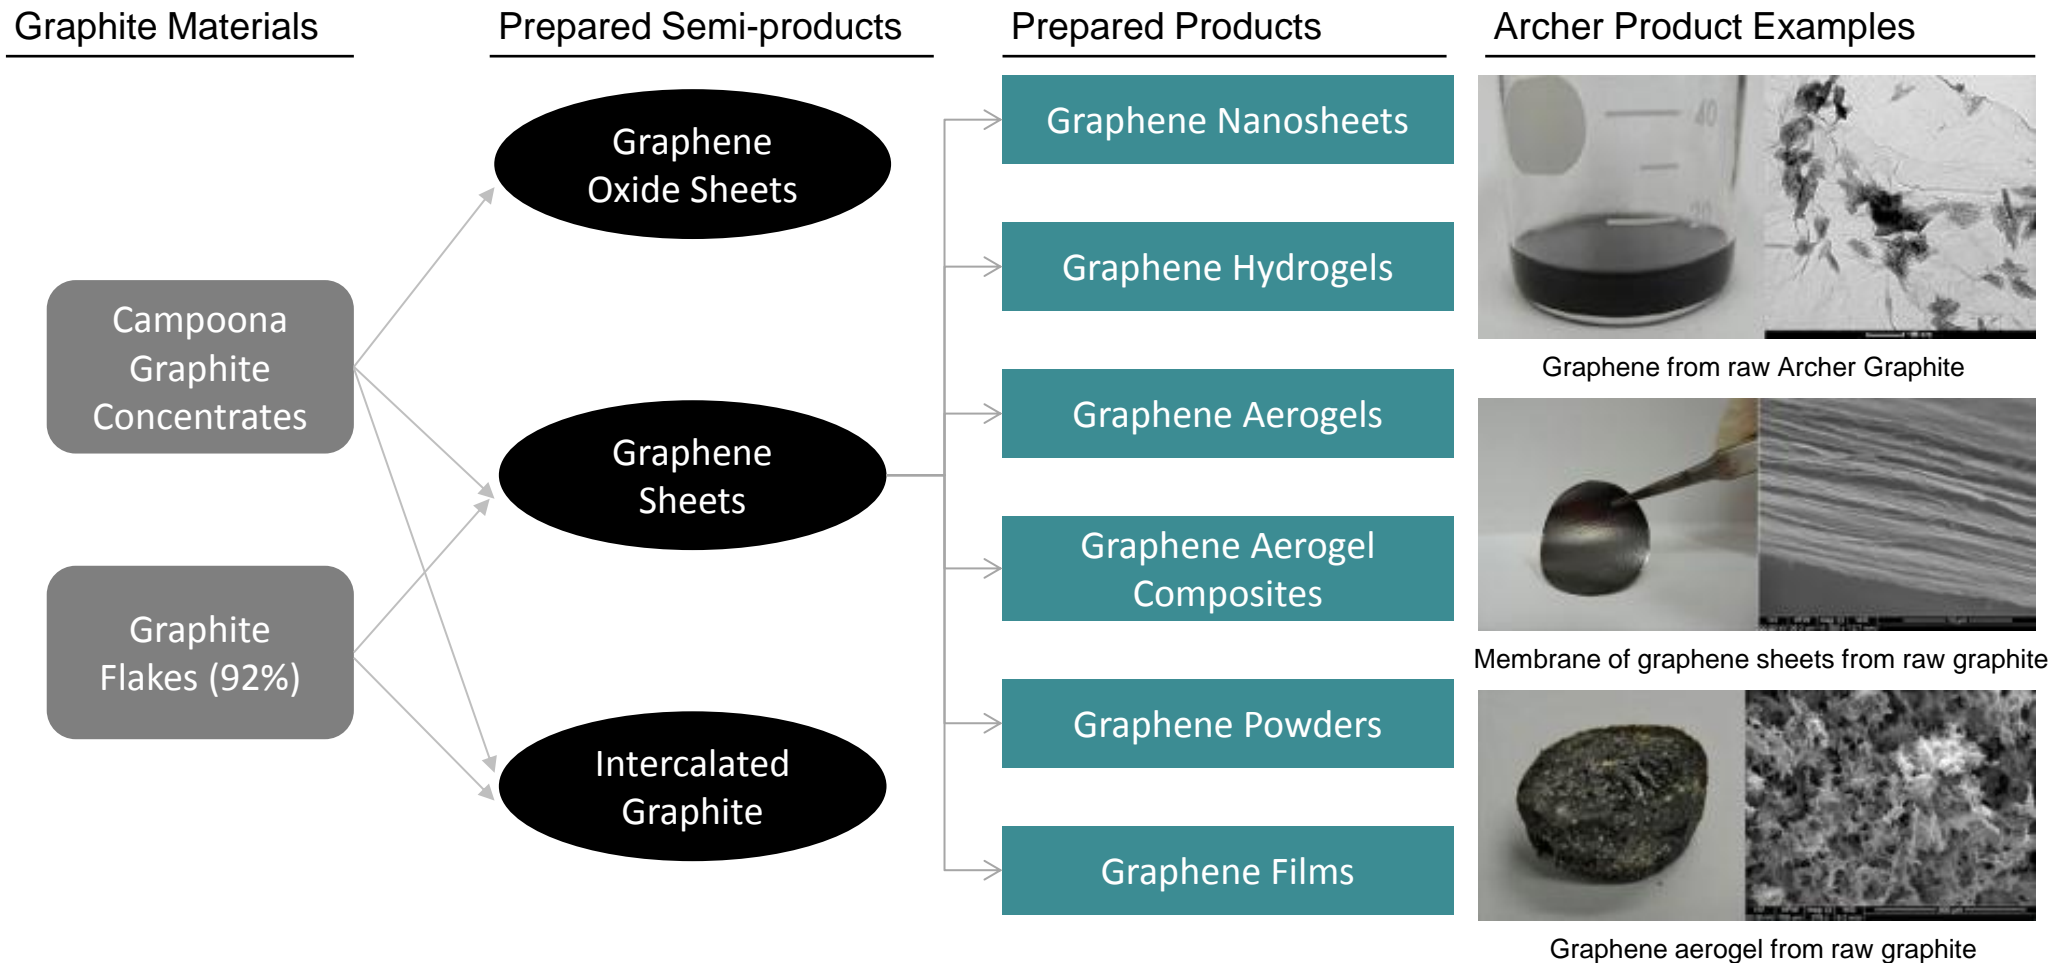 Graphite Materials
Prepared Semi-products
Prepared Products
Archer Product Examples
Campoona
Graphite
Concentrates
Graphite
Flakes (92%)
Graphene
Oxide Sheets
Graphene
Sheets
Intercalated
Graphite
Graphene Nanosheets
Graphene Hydrogels
Graphene Aerogels
Graphene Aerogel
Composites
Graphene Powders
Graphene Films
40
20
Graphene from raw Archer Graphite
Membrane of graphene sheets from raw graphite
Graphene aerogel from raw graphite